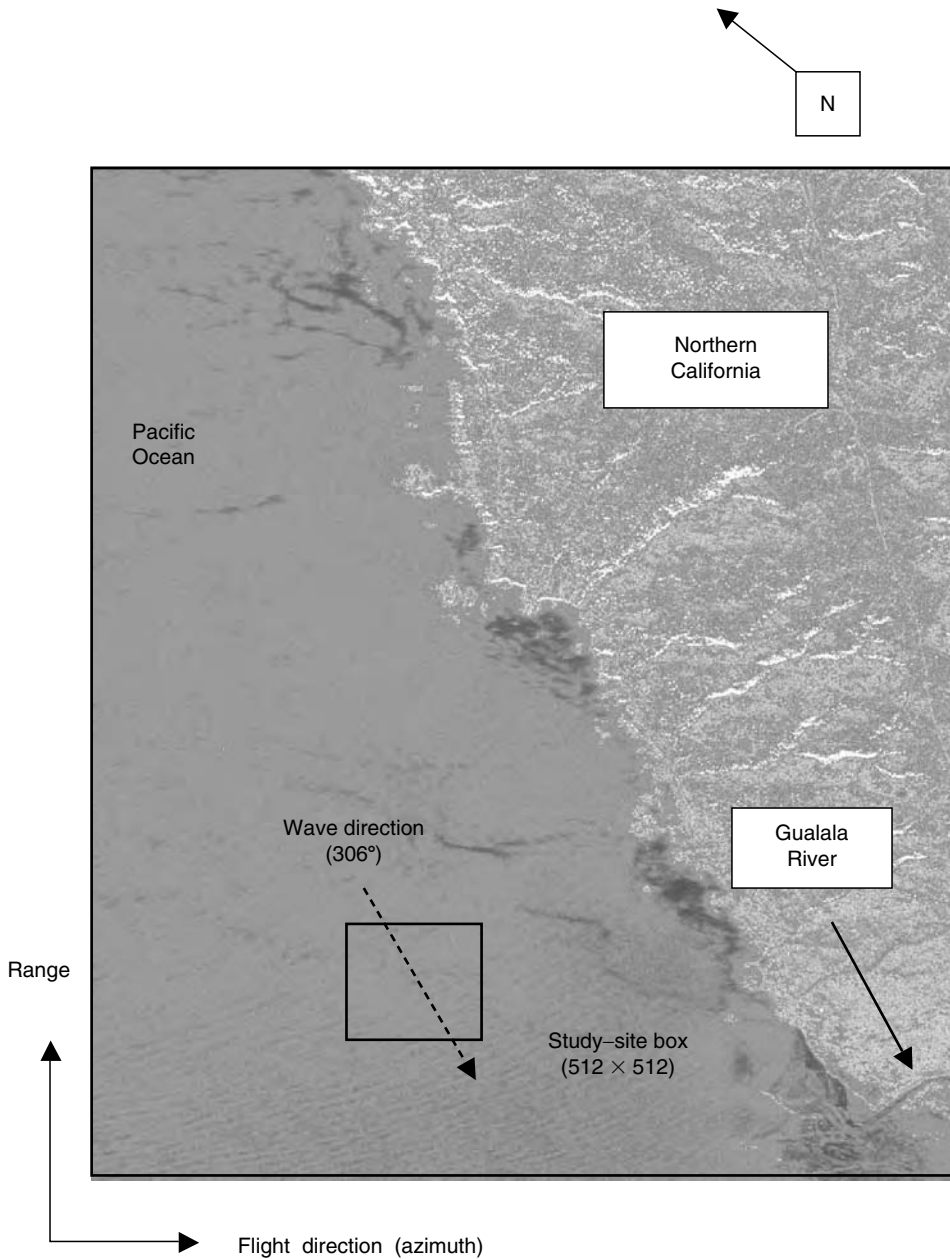 N
Northern
California
Pacific
Ocean
Wave direction
(306°)
Gualala
River
Range
Study–site box
(512 × 512)
Flight direction (azimuth)